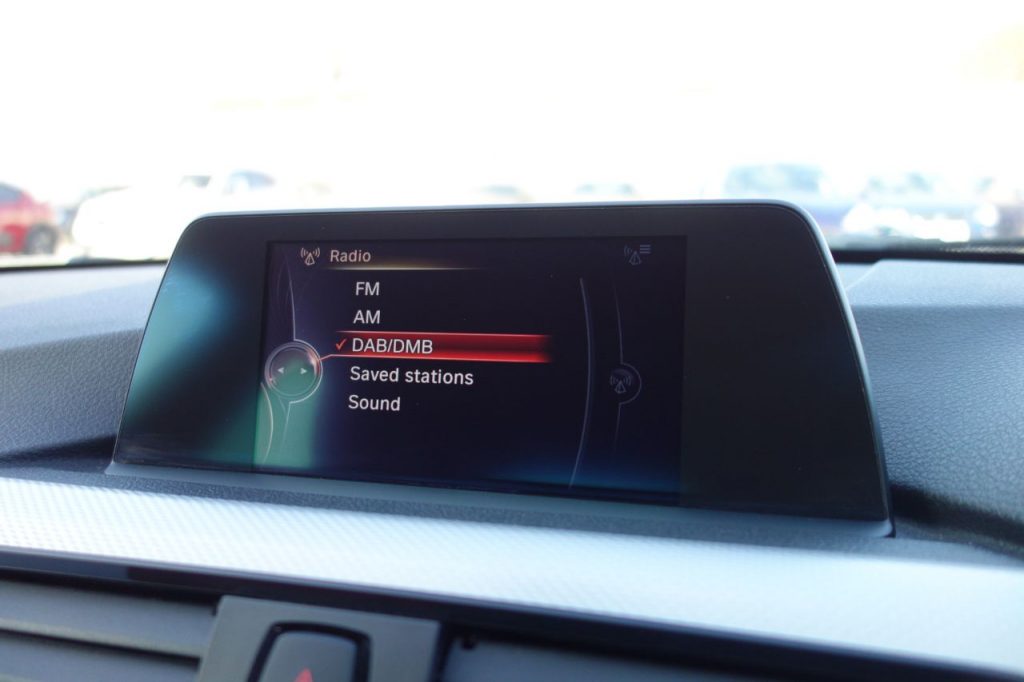 Radio
FM
AM
✓ DAB/DMB
Saved stations
Sound